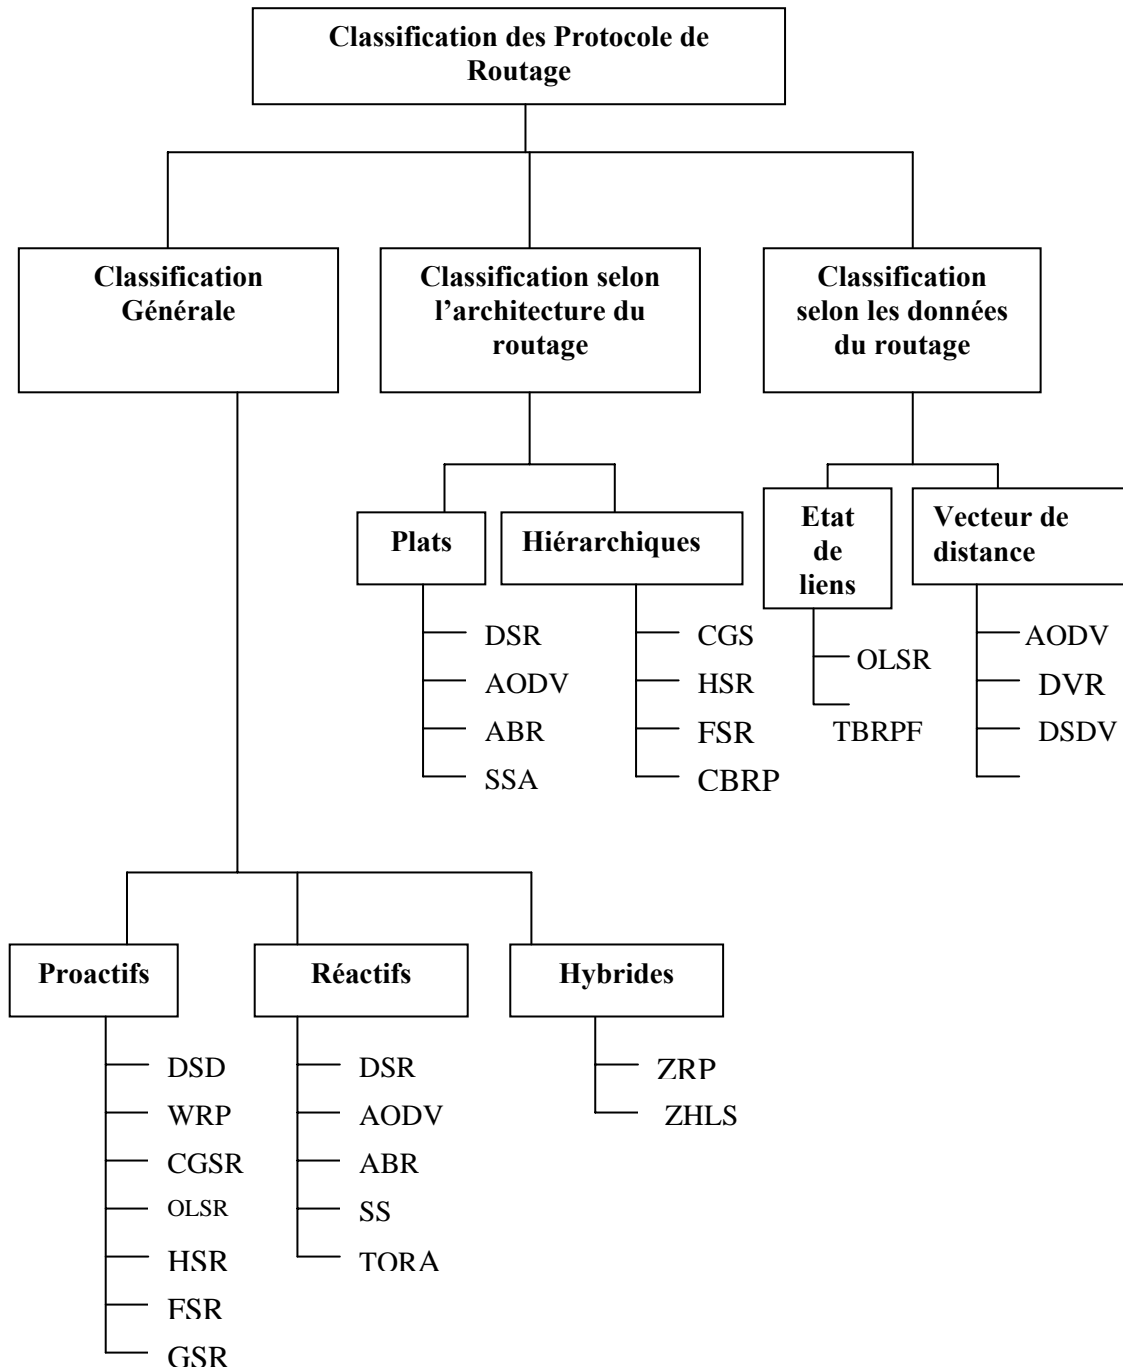 Classification des Protocole de
Routage
Classification
Générale
Classification selon
l’architecture du
routage
Classification
selon les données
du routage
Plats
Hiérarchiques
Etat
de
liens
Vecteur de
distance
DSR
AODV
ABR
SSA
CGS
HSR
FSR
CBRP
OLSR
TBRPF
AODV
DVR
DSDV
Proactifs
Réactifs
Hybrides
DSD
WRP
CGSR
OLSR
HSR
FSR
GSR
DSR
AODV
ABR
SS
TORA
ZRP
ZHLS